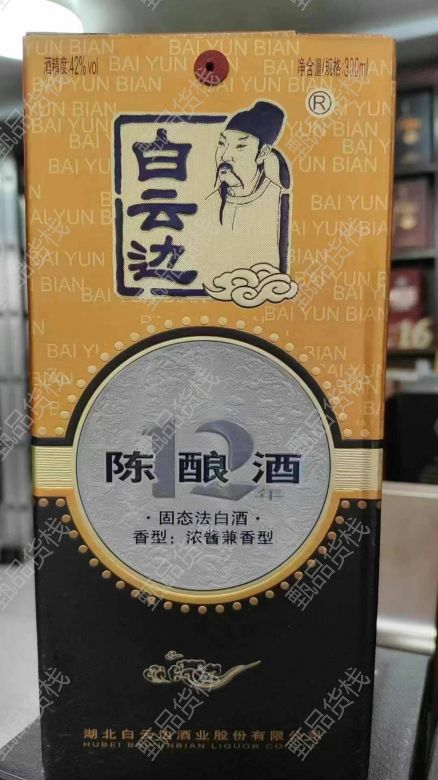 酒精度:42%vol
净含量/规格:300ml
BAI YUN BIAN
®
白云边
12年
陈酿酒
·固态法白酒·
香型：浓酱兼香型
湖北白云边酒业股份有限公司
HUBEI BAIYUNBIAN LIQUOR CO.,
16
甄品货栈